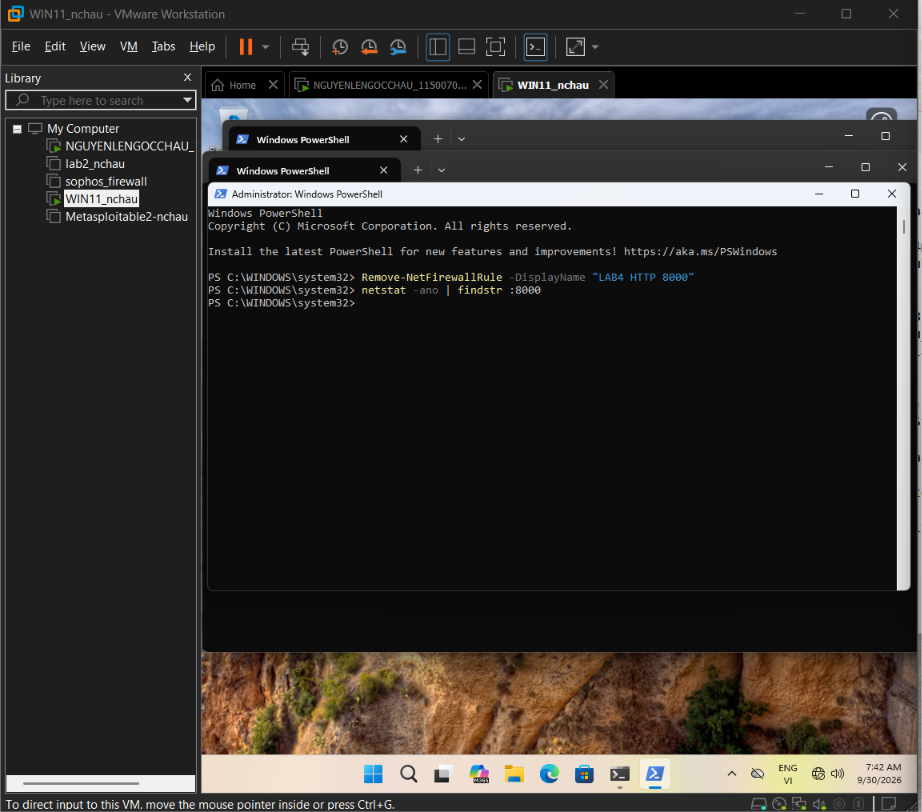 WIN11_nchau - VMware Workstation
File Edit View VM Tabs Help
Library
Type here to search
My Computer
NGUYENLENGOCCHAU_
lab2_nchau
sophos_firewall
WIN11_nchau
Metasploitable2-nchau
Home NGUYENLENGOCCHAU_1150070... WIN11_nchau
Windows PowerShell
Windows PowerShell
Administrator: Windows PowerShell
Windows PowerShell
Copyright (C) Microsoft Corporation. All rights reserved.
Install the latest PowerShell for new features and improvements! https://aka.ms/PSWindows
PS C:\WINDOWS\system32> Remove-NetFirewallRule -DisplayName "LAB4 HTTP 8000"
PS C:\WINDOWS\system32> netstat -ano | findstr :8000
PS C:\WINDOWS\system32>
ENG
VI
7:42 AM
9/30/2026
To direct input to this VM, move the mouse pointer inside or press Ctrl+G.